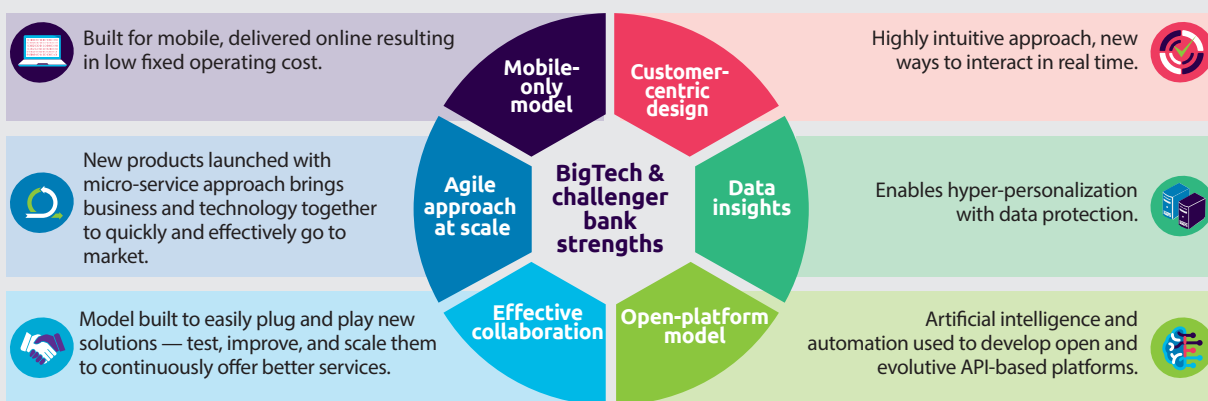 Built for mobile, delivered online resulting
in low fixed operating cost.
Mobile-
only
model
Customer-
centric
design
Highly intuitive approach, new
ways to interact in real time.
New products launched with
micro-service approach brings
business and technology together
to quickly and effectively go to
market.
Agile
approach
at scale
BigTech &
challenger
bank
strengths
Data
insights
Enables hyper-personalization
with data protection.
Model built to easily plug and play new
solutions — test, improve, and scale them
to continuously offer better services.
Effective
collaboration
Open-platform
model
Artificial intelligence and
automation used to develop open and
evolutive API-based platforms.